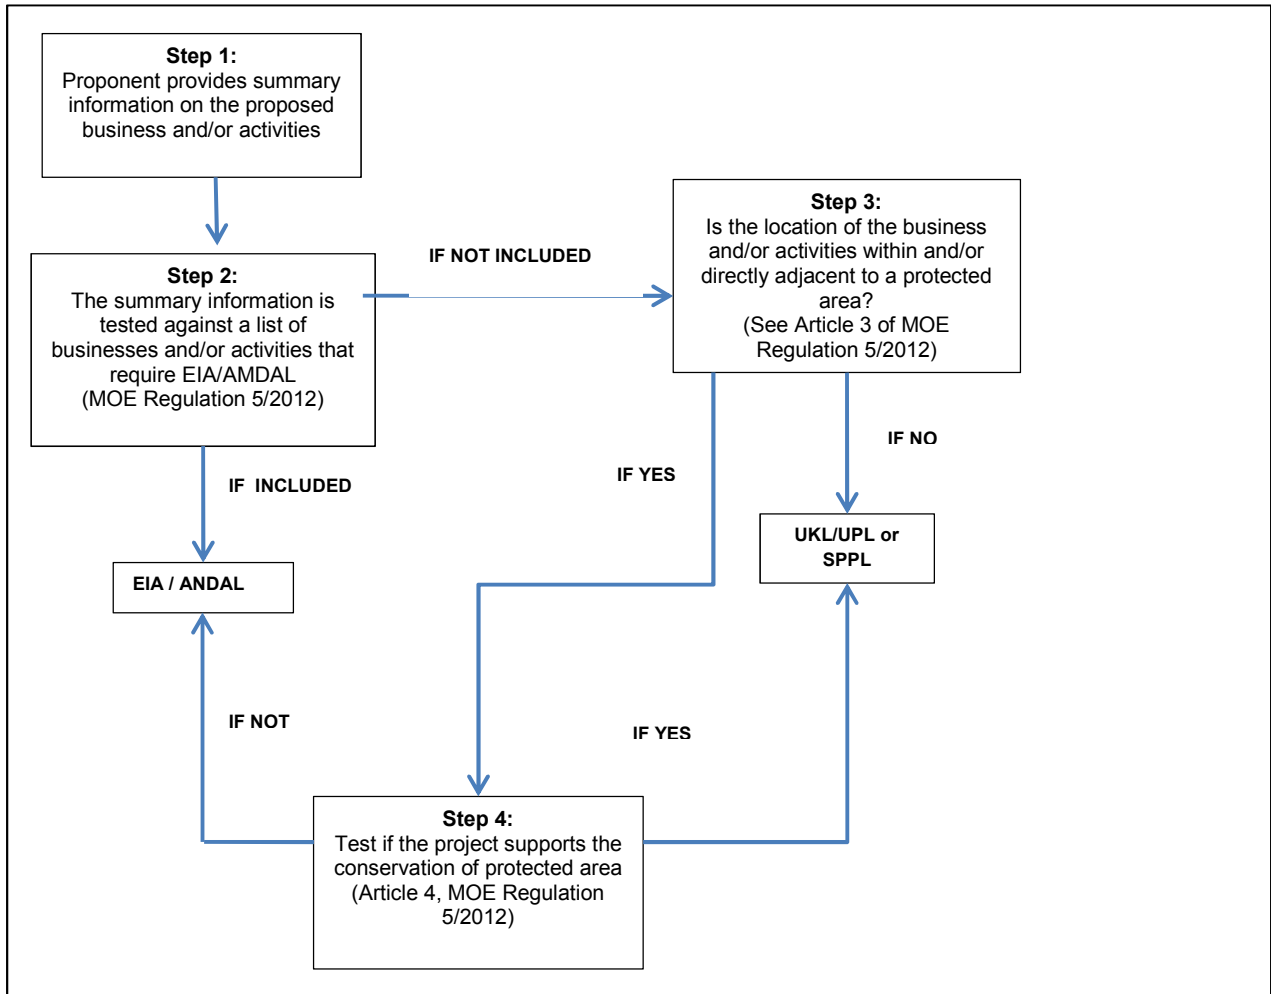 Step 1:
Proponent provides summary
information on the proposed
business and/or activities
Step 2:
The summary information is
tested against a list of
businesses and/or activities that
require EIA/AMDAL
(MOE Regulation 5/2012)
IF NOT INCLUDED
Step 3:
Is the location of the business
and/or activities within and/or
directly adjacent to a protected
area?
(See Article 3 of MOE
Regulation 5/2012)
IF INCLUDED
IF YES
IF NO
EIA / ANDAL
UKL/UPL or
SPPL
IF NOT
IF YES
Step 4:
Test if the project supports the
conservation of protected area
(Article 4, MOE Regulation
5/2012)